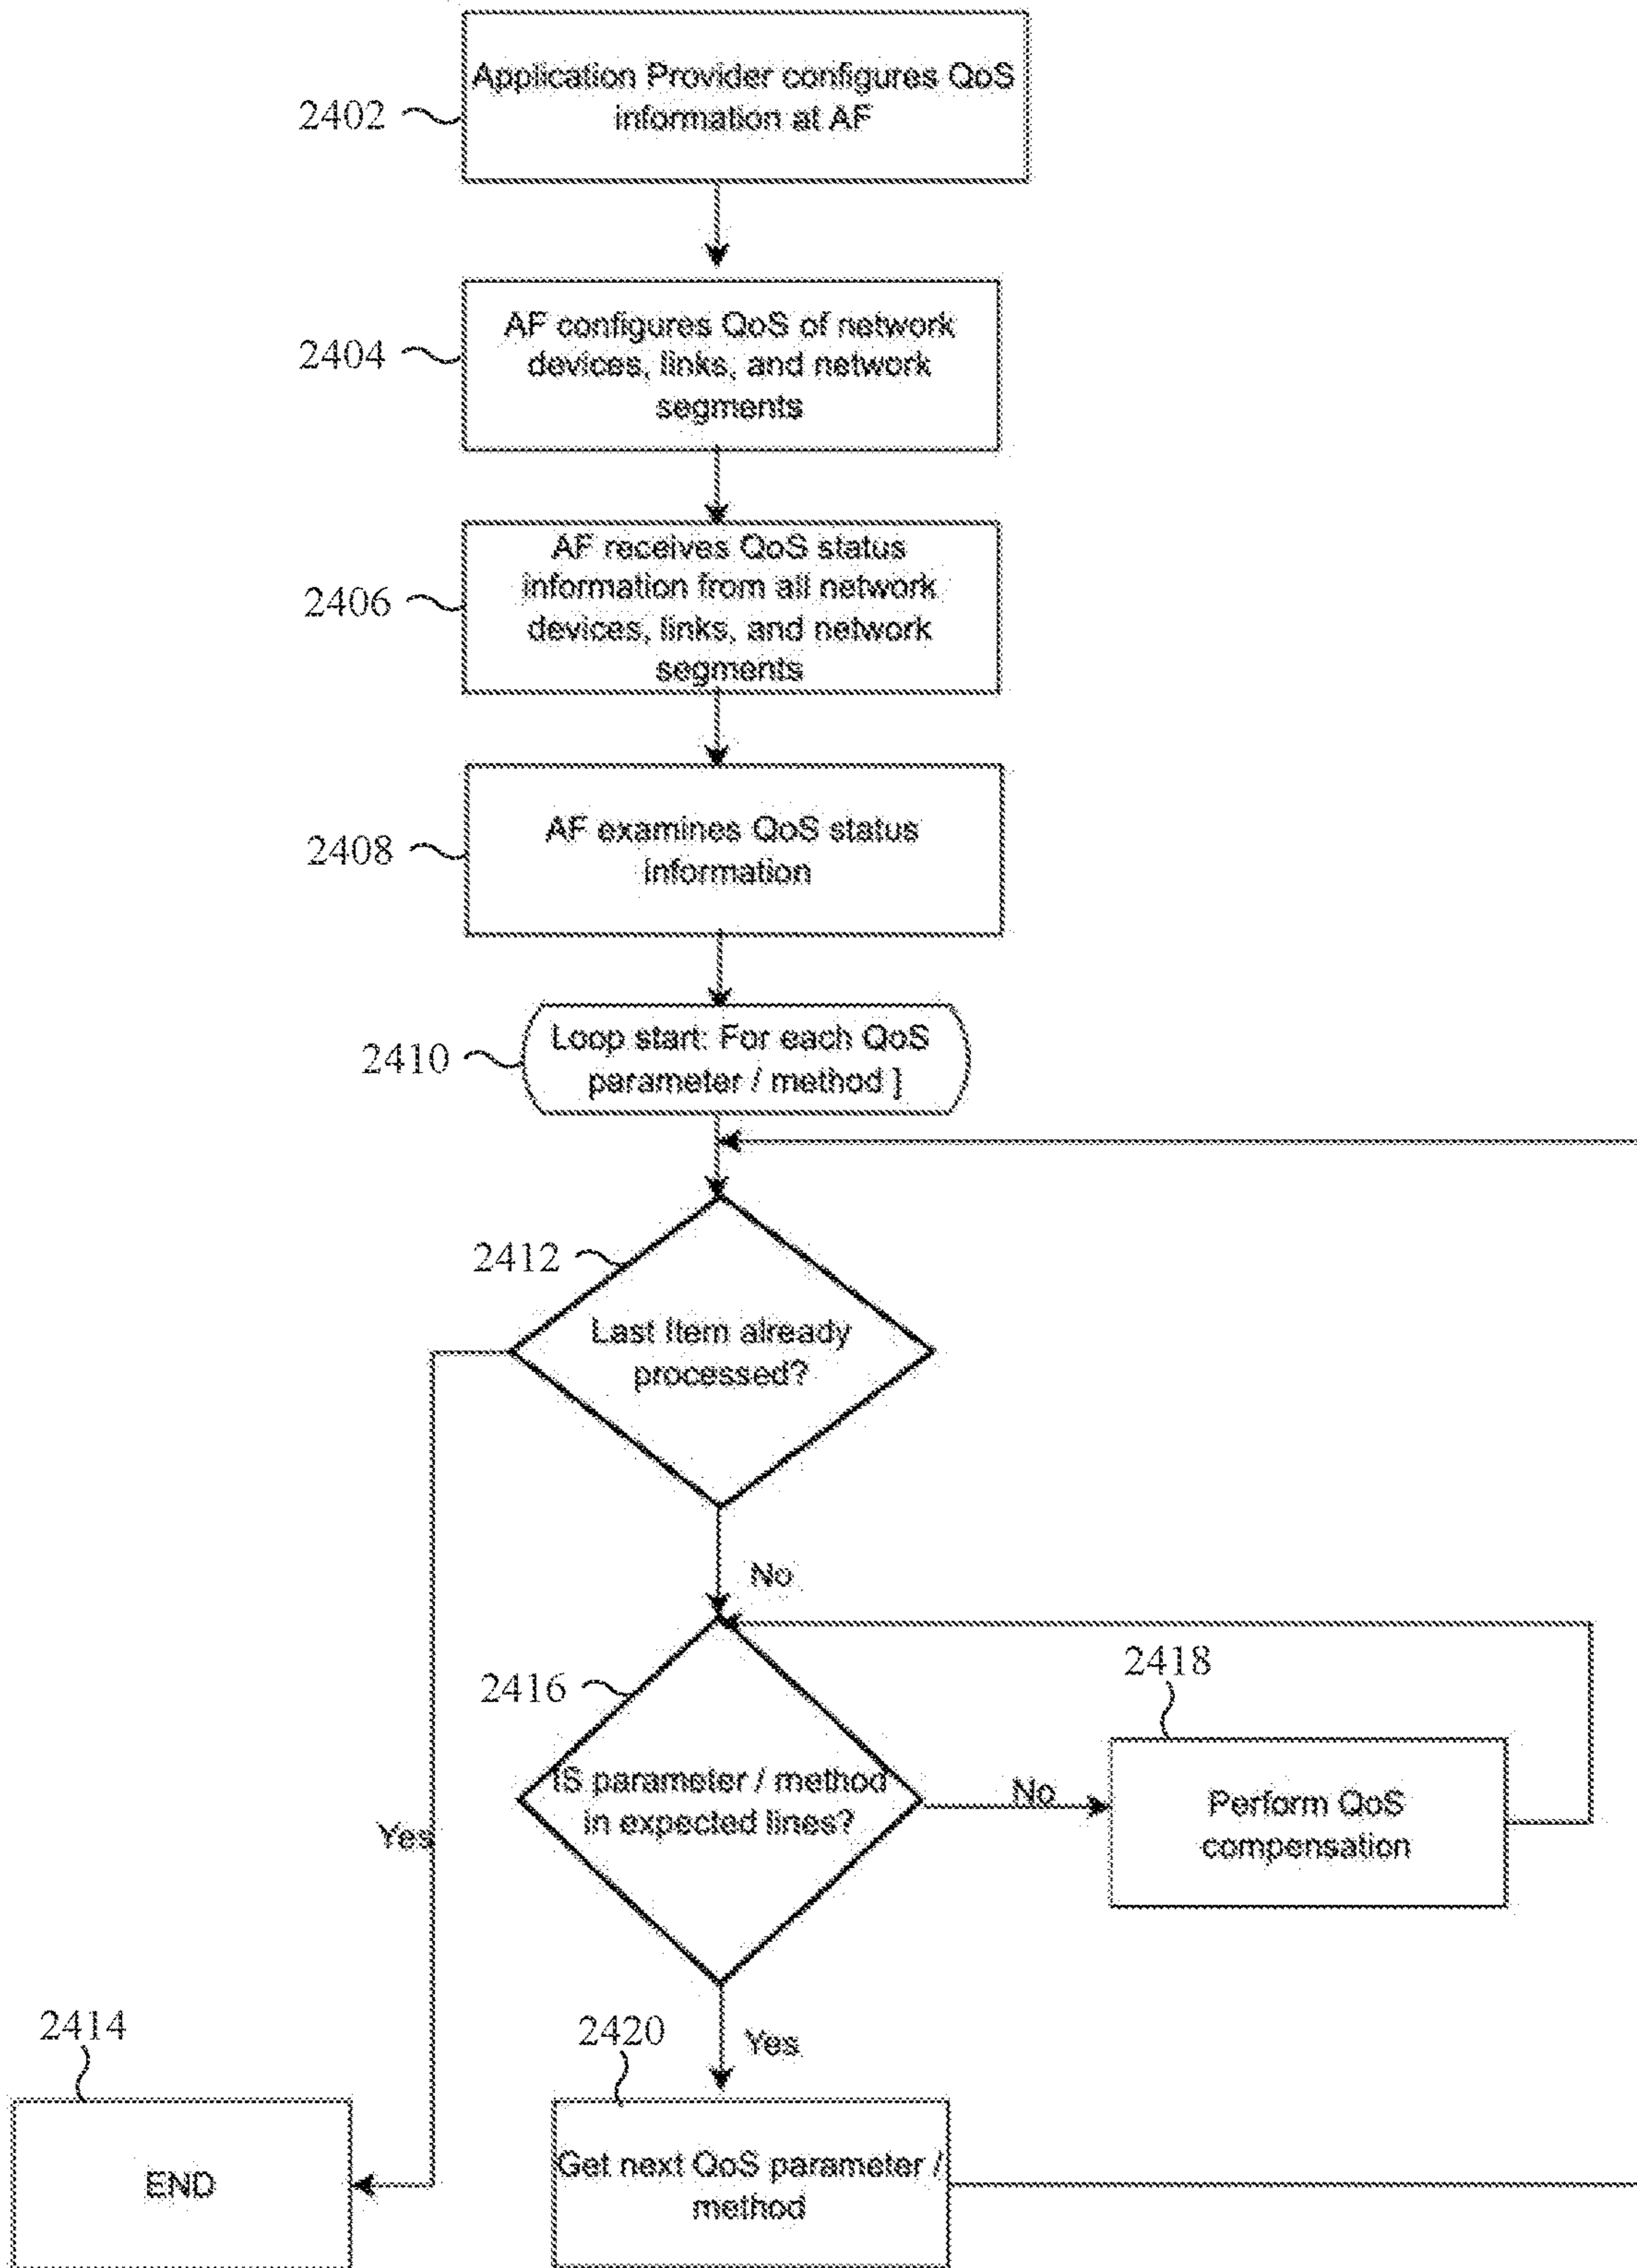 Application Provider configures QoS
information at AF
2402
AF configures QoS of network
devices, links, and network
segments
2404
AF receives QoS status
information from all network
devices, links, and network
segments
2406
AF examines QoS status
information
2408
Loop start: For each QoS
parameter / method ]
2410
2412
Last Item already
processed?
No
2416
2418
IS parameter / method
in expected lines?
No
Perform QoS
compensation
Yes
2414
2420
Yes
END
Get next QoS parameter /
method